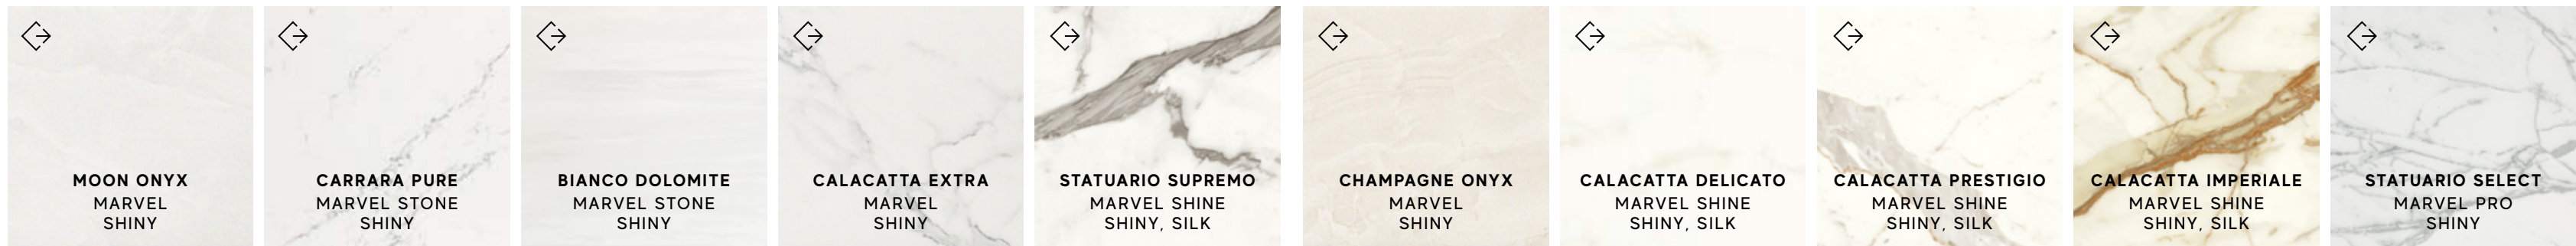 MOON ONYX
MARVEL
SHINY
CARRARA PURE
MARVEL STONE
SHINY
BIANCO DOLOMITE
MARVEL STONE
SHINY
CALACATTA EXTRA
MARVEL
SHINY
STATUARIO SUPREMO
MARVEL SHINE
SHINY, SILK
CHAMPAGNE ONYX
MARVEL
SHINY
CALACATTA DELICATO
MARVEL SHINE
SHINY, SILK
CALACATTA PRESTIGIO
MARVEL SHINE
SHINY, SILK
CALACATTA IMPERIALE
MARVEL SHINE
SHINY, SILK
STATUARIO SELECT
MARVEL PRO
SHINY